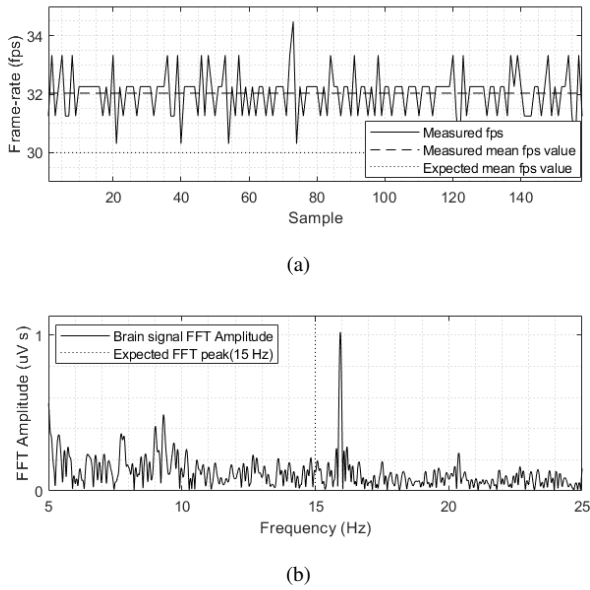 34
32
30
Frame-rate (fps)
Measured fps
Measured mean fps value
Expected mean fps value
20 40 60 80 100 120 140
Sample
(a)
1
0
FFT Amplitude (uV s)
Brain signal FFT Amplitude
Expected FFT peak(15 Hz)
5 10 15 20 25
Frequency (Hz)
(b)